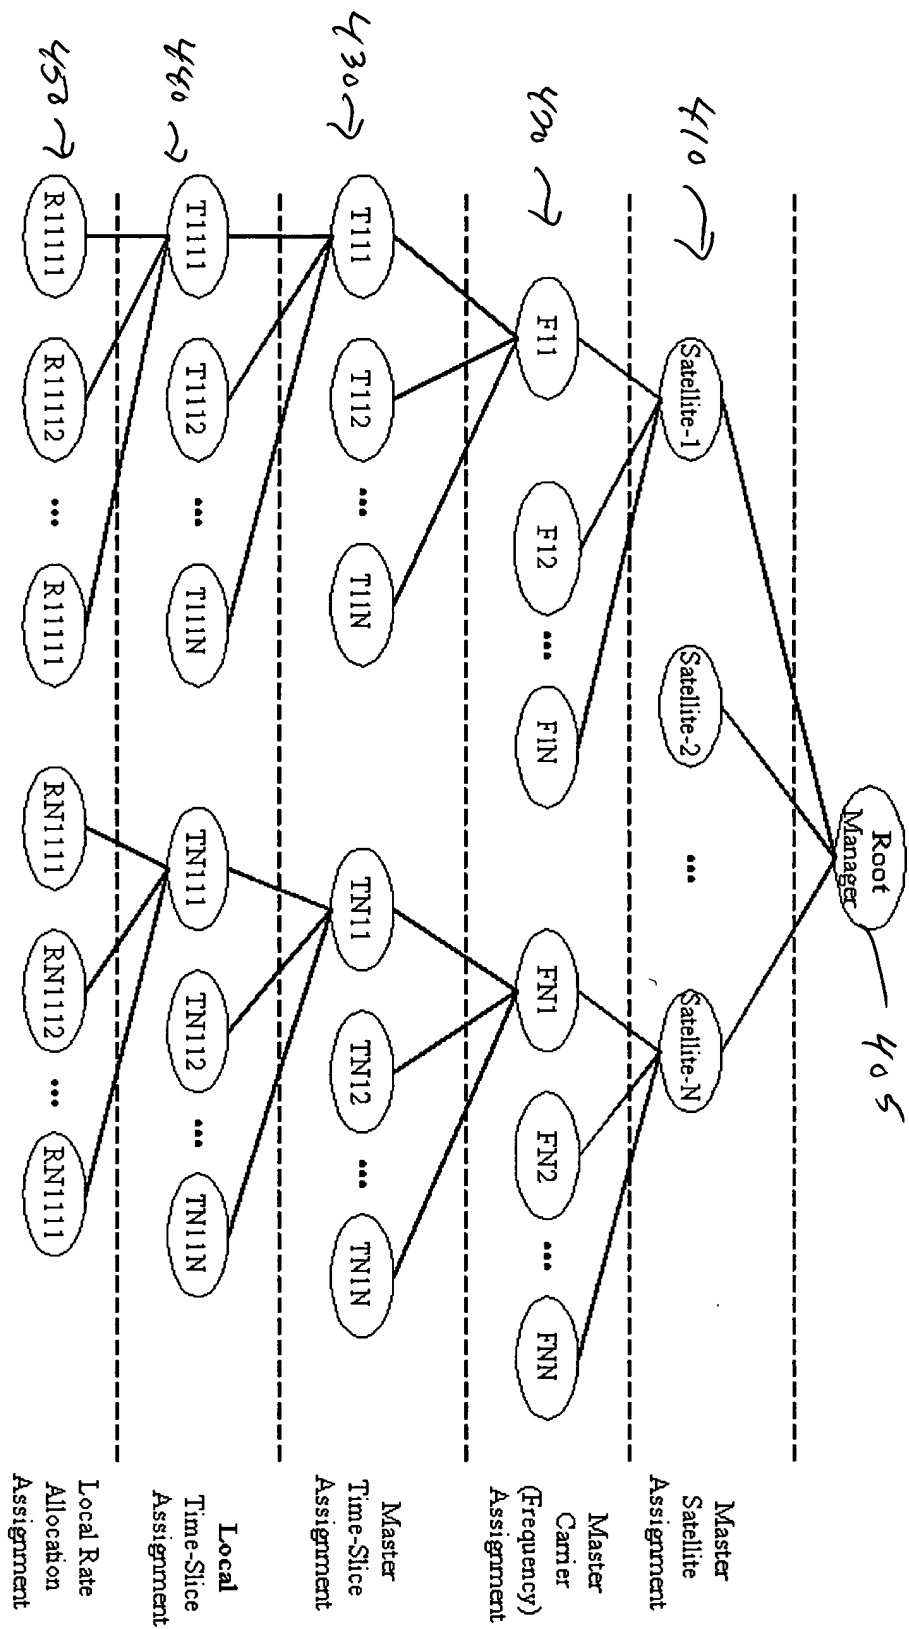 Root
Manager
405
410
Satellite-1
Satellite-2
...
Satellite-N
Master
Satellite
Assignment
420
F11
F12
...
F1N
FN1
FN2
...
FNN
Master
Carrier
(Frequency)
Assignment
430
T111
T112
...
T11N
TN11
TN12
...
TN1N
Master
Time-Slice
Assignment
440
T1111
T1112
...
T111N
TN111
TN112
...
TN11N
Local
Time-Slice
Assignment
450
R11111
R11112
...
R11111
RN1111
RN1112
...
RN1111
Local Rate
Allocation
Assignment